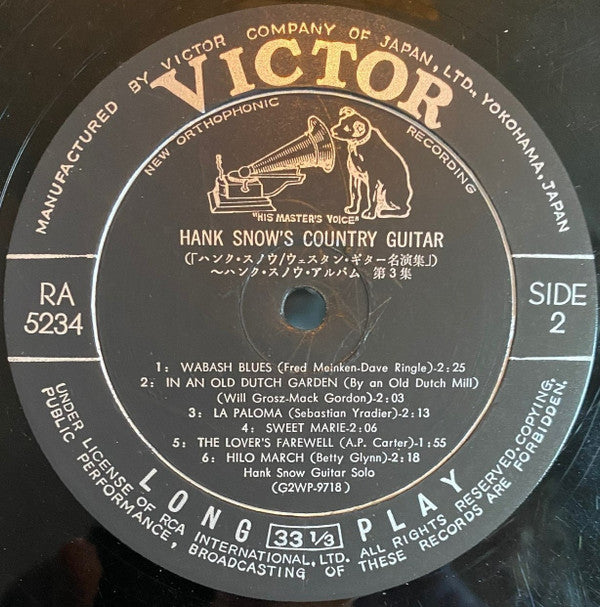 MANUFACTURED BY VICTOR COMPANY OF JAPAN, LTD., YOKOHAMA, JAPAN
VICTOR
NEW ORTHOPHONIC RECORDING
"HIS MASTER'S VOICE"
HANK SNOW'S COUNTRY GUITAR
(「ハンク・スノウ/ウェスタン・ギター名演集」)
〜ハンク・スノウ・アルバム 第3集
RA
5234
SIDE
2
1: WABASH BLUES (Fred Meinken-Dave Ringle)-2:25
2: IN AN OLD DUTCH GARDEN (By an Old Dutch Mill)
(Will Grosz-Mack Gordon)-2:03
3: LA PALOMA (Sebastian Yradier)-2:13
4: SWEET MARIE-2:06
5: THE LOVER'S FAREWELL (A.P. Carter)-1:55
6: HILO MARCH (Betty Glynn)-2:18
Hank Snow Guitar Solo
(G2WP-9718)
LONG 33 1/3 PLAY
UNDER LICENSE OF RCA INTERNATIONAL, LTD. ALL RIGHTS RESERVED. COPYING,
PUBLIC PERFORMANCE, BROADCASTING OF THESE RECORDS ARE FORBIDDEN.